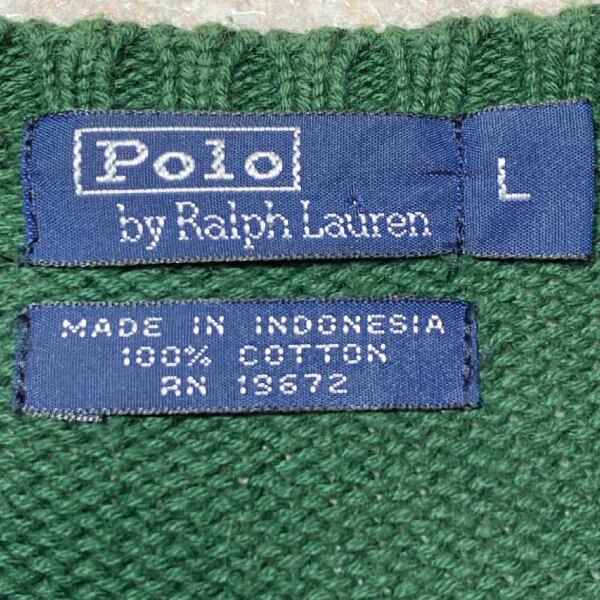 Polo
by Ralph Lauren
L
MADE IN INDONESIA
100% COTTON
RN 19672